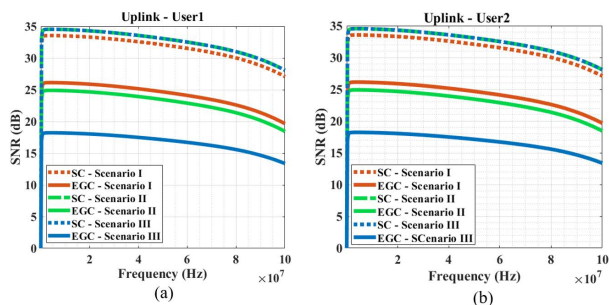 Uplink - User1
SNR (dB)
35
30
25
20
15
10
5
0
SC - Scenario I
EGC - Scenario I
SC - Scenario II
EGC - Scenario II
SC - Scenario III
EGC - Scenario III
2
4
6
8
10
Frequency (Hz)
×10⁷
(a)
Uplink - User2
SNR (dB)
35
30
25
20
15
10
5
0
SC - Scenario I
EGC - Scenario I
SC - Scenario II
EGC - Scenario II
SC - Scenario III
EGC - SCenario III
2
4
6
8
10
Frequency (Hz)
×10⁷
(b)